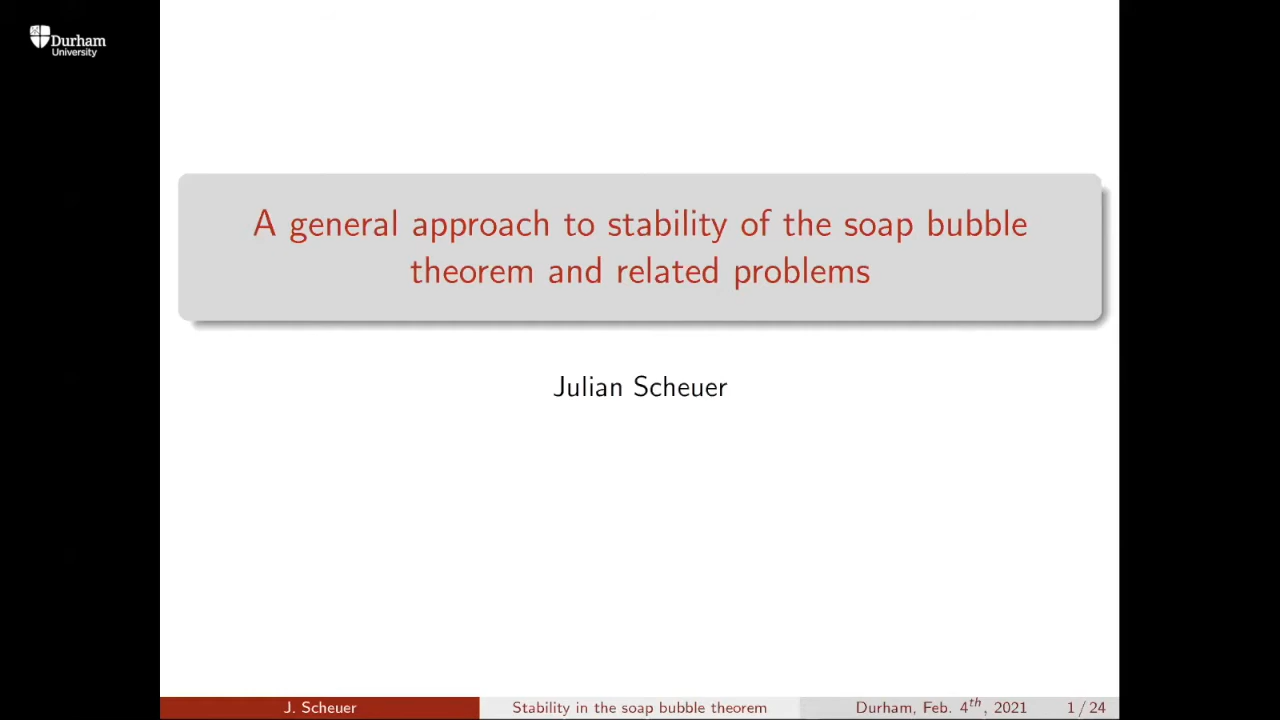 Durham
University
A general approach to stability of the soap bubble
theorem and related problems
Julian Scheuer
J. Scheuer
Stability in the soap bubble theorem
Durham, Feb. 4th, 2021
1 / 24